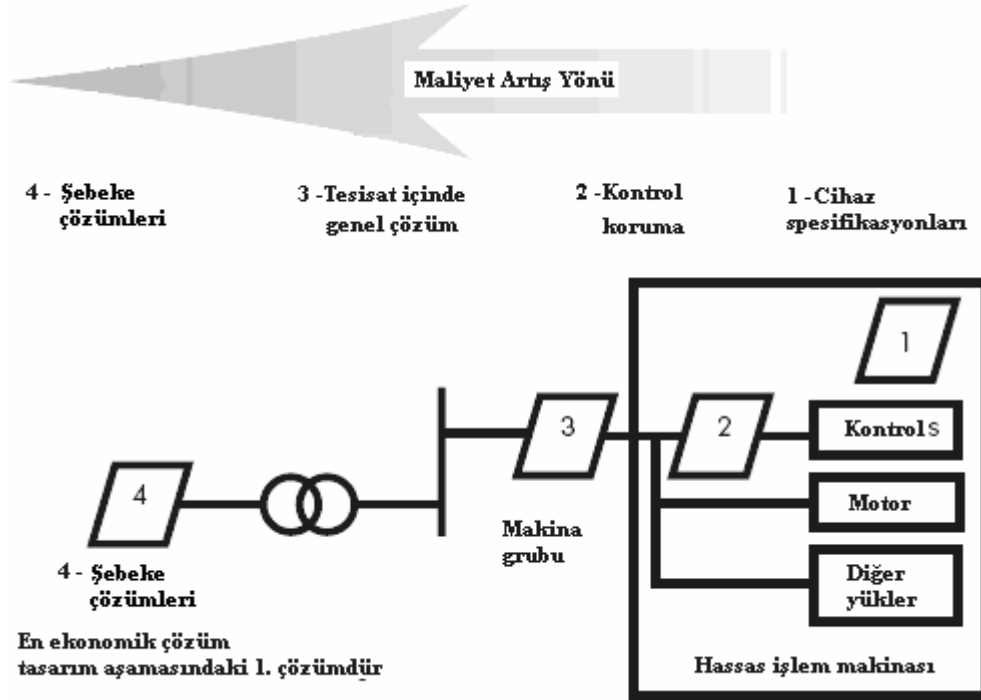 Maliyet Artış Yönü
4 - Şebeke
çözümleri
3 -Tesisat içinde
genel çözüm
2 -Kontrol
koruma
1 -Cihaz
spesifikasyonları
1
2
3
4
Kontrols
Motor
Diğer
yükler
Makina
grubu
4 - Şebeke
çözümleri
En ekonomik çözüm
tasarım aşamasındaki 1. çözümdür
Hassas işlem makinası